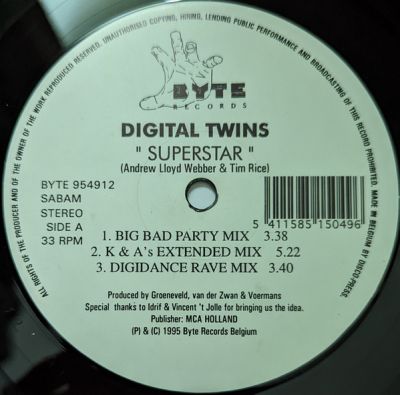 ALL RIGHTS OF THE PRODUCER AND OF THE OWNER OF THE WORK REPRODUCED RESERVED. UNAUTHORISED COPYING, HIRING, LENDING PUBLIC PERFORMANCE AND BROADCASTING OF THIS RECORD PROHIBITED. MADE IN BELGIUM BY DISCO-PRESS.
BYTE
RECORDS
DIGITAL TWINS
" SUPERSTAR "
(Andrew Lloyd Webber & Tim Rice)
BYTE 954912
SABAM
STEREO
SIDE A
33 RPM
5 411585 150496
1. BIG BAD PARTY MIX 3.38
2. K & A's EXTENDED MIX 5.22
3. DIGIDANCE RAVE MIX 3.40
Produced by Groeneveld, van der Zwan & Voermans
Special thanks to Idrif & Vincent 't Jolle for bringing us the idea.
Publisher: MCA HOLLAND
(P) & (C) 1995 Byte Records Belgium